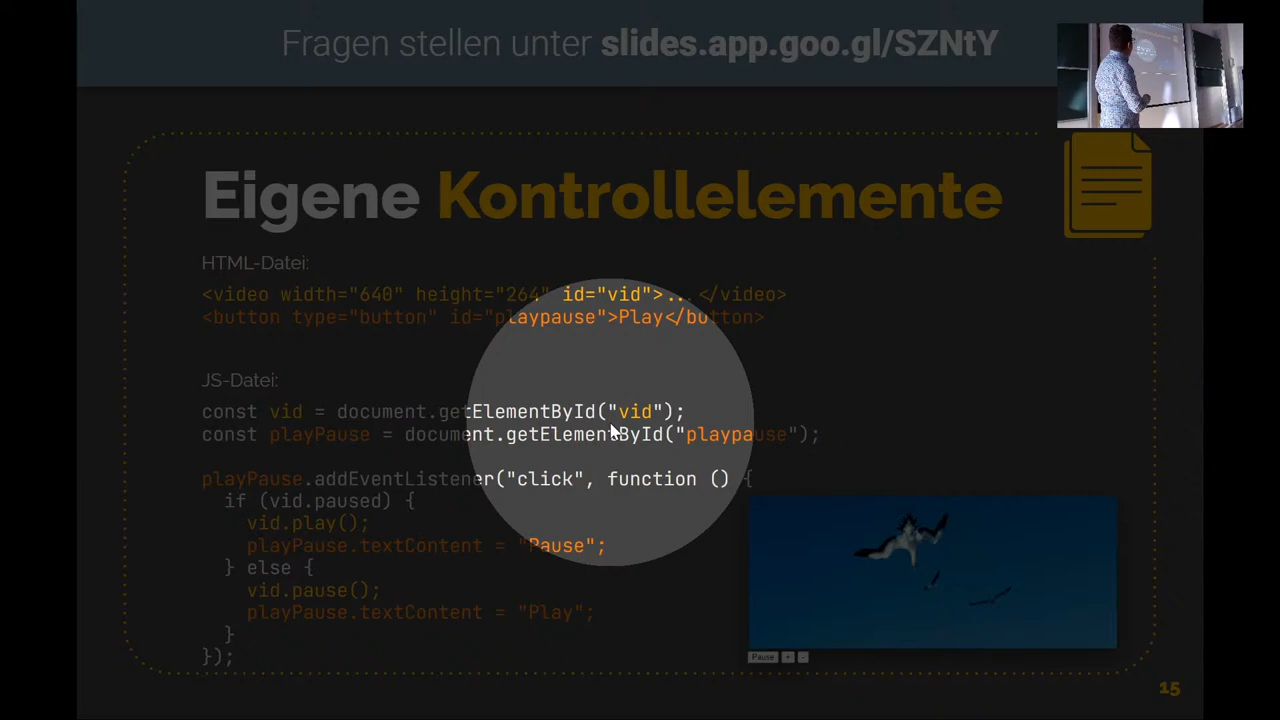 Fragen stellen unter slides.app.goo.gl/SZNtY
Eigene Kontrollelemente
HTML-Datei:
<video width="640" height="264" id="vid">... </video>
<button type="button" id="playpause">Play</button>
JS-Datei:
const vid = document.getElementById("vid");
const playPause = document.getElementById("playpause");
playPause.addEventListener("click", function () {
if (vid.paused) {
vid.play();
playPause.textContent = "Pause";
} else {
vid.pause();
playPause.textContent = "Play";
}
});
Pause + -
15